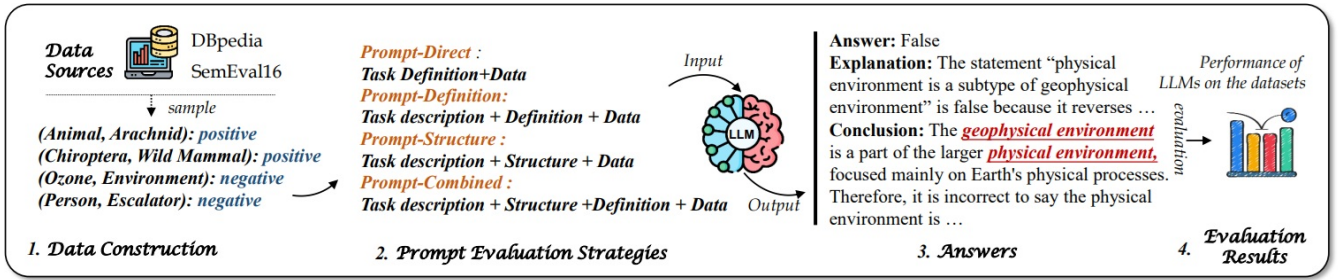 Data
Sources
DBpedia
SemEval16
sample
(Animal, Arachnid): positive
(Chiroptera, Wild Mammal): positive
(Ozone, Environment): negative
(Person, Escalator): negative
1. Data Construction
Prompt-Direct :
Task Definition+Data
Prompt-Definition:
Task description + Definition + Data
Prompt-Structure :
Task description + Structure + Data
Prompt-Combined :
Task description + Structure +Definition + Data
2. Prompt Evaluation Strategies
Input
LLM
Output
Answer: False
Explanation: The statement “physical
environment is a subtype of geophysical
environment” is false because it reverses …
Conclusion: The geophysical environment
is a part of the larger physical environment,
focused mainly on Earth's physical processes.
Therefore, it is incorrect to say the physical
environment is …
3. Answers
evaluation
Performance of
LLMs on the datasets
4. Evaluation
Results